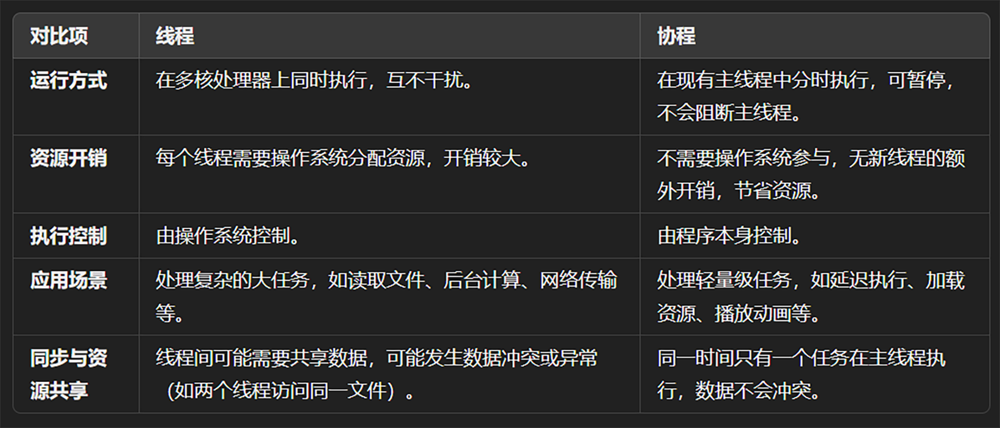 对比项 线程 协程
运行方式 在多核处理器上同时执行，互不干扰。 在现有主线程中分时执行，可暂停，
不会阻断主线程。
资源开销 每个线程需要操作系统分配资源，开销较大。 不需要操作系统参与，无新线程的额
外开销，节省资源。
执行控制 由操作系统控制。 由程序本身控制。
应用场景 处理复杂的大任务，如读取文件、后台计算、网络传输 处理轻量级任务，如延迟执行、加载
等。 资源、播放动画等。
同步与资 线程间可能需要共享数据，可能发生数据冲突或异常 同一时间只有一个任务在主线程执
源共享 （如两个线程访问同一文件）。 行，数据不会冲突。